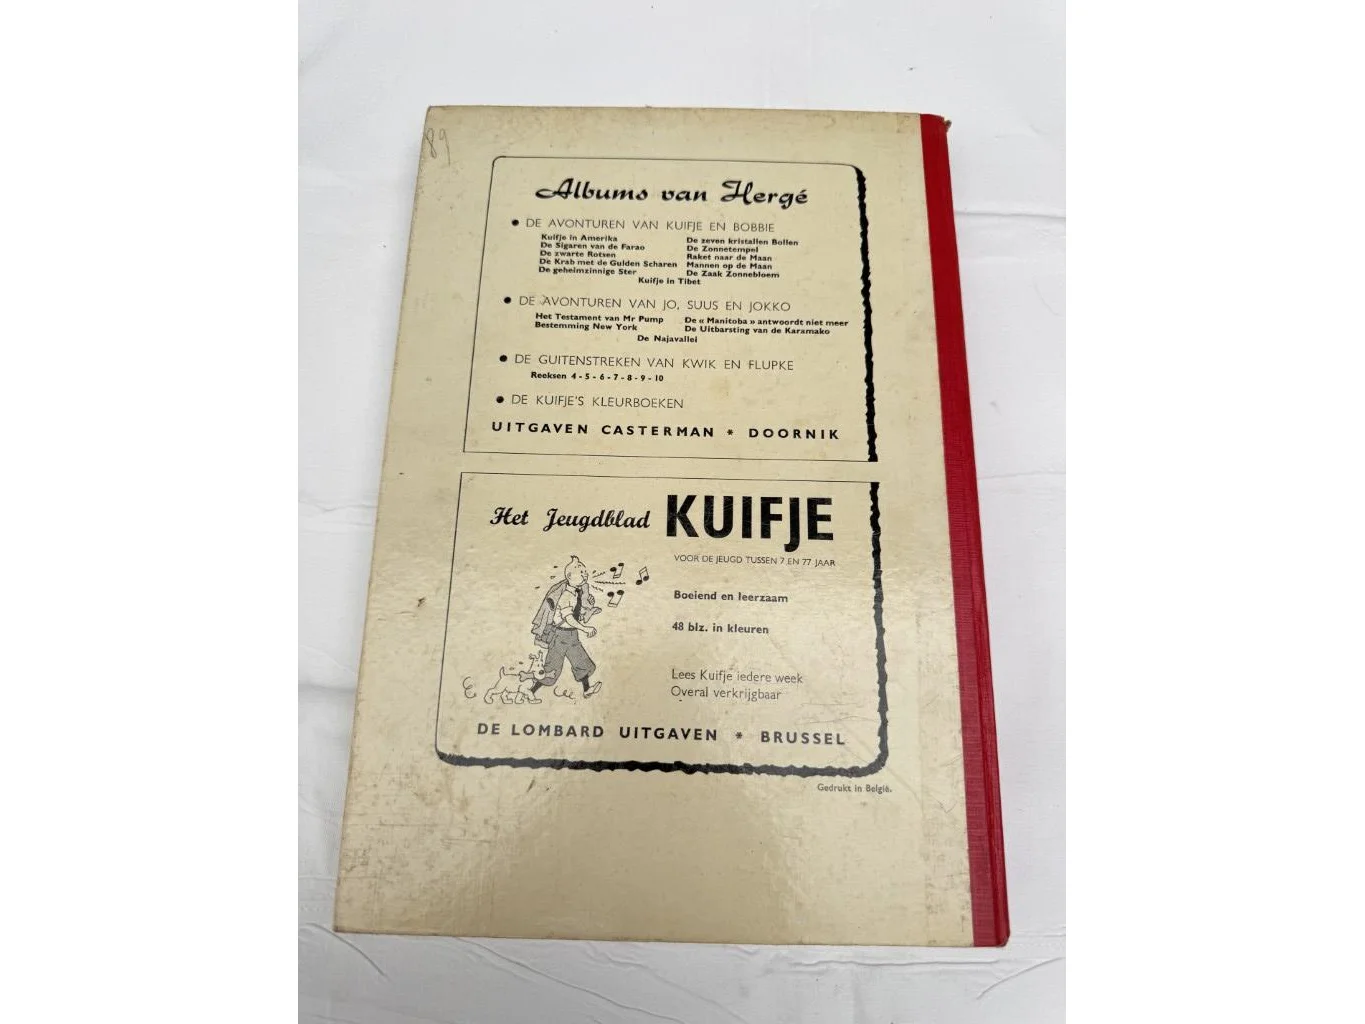 89
Albums van Hergé
• DE AVONTUREN VAN KUIFJE EN BOBBIE
Kuifje in Amerika
De Sigaren van de Farao
De zwarte Rotsen
De Krab met de Gulden Scharen
De geheimzinnige Ster
De zeven kristallen Bollen
De Zonnetempel
Raket naar de Maan
Mannen op de Maan
De Zaak Zonnebloem
Kuifje in Tibet
• DE AVONTUREN VAN JO, SUUS EN JOKKO
Het Testament van Mr Pump
Bestemming New York
De « Manitoba » antwoordt niet meer
De Uitbarsting van de Karamako
De Najavallei
• DE GUITENSTREKEN VAN KWIK EN FLUPKE
Reeksen 4 - 5 - 6 - 7 - 8 - 9 - 10
• DE KUIFJE'S KLEURBOEKEN
UITGAVEN CASTERMAN * DOORNIK
Het Jeugdblad KUIFJE
VOOR DE JEUGD TUSSEN 7 EN 77 JAAR
Boeiend en leerzaam
48 blz. in kleuren
Lees Kuifje iedere week
Overal verkrijgbaar
DE LOMBARD UITGAVEN * BRUSSEL
Gedrukt in België.